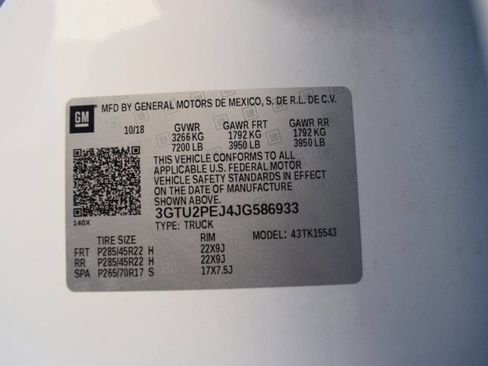 MFD BY GENERAL MOTORS DE MEXICO, S. DE R.L. DE C.V.
GM
10/18 GVWR GAWR FRT GAWR RR
3266 KG 1792 KG 1792 KG
7200 LB 3950 LB 3950 LB
THIS VEHICLE CONFORMS TO ALL
APPLICABLE U.S. FEDERAL MOTOR
VEHICLE SAFETY STANDARDS IN EFFECT
ON THE DATE OF MANUFACTURE
SHOWN ABOVE.
140X
3GTU2PEJ4JG586933
TYPE: TRUCK
TIRE SIZE RIM MODEL: 43TK15543
FRT P285/45R22 H 22X9J
RR P285/45R22 H 22X9J
SPA P265/70R17 S 17X7.5J